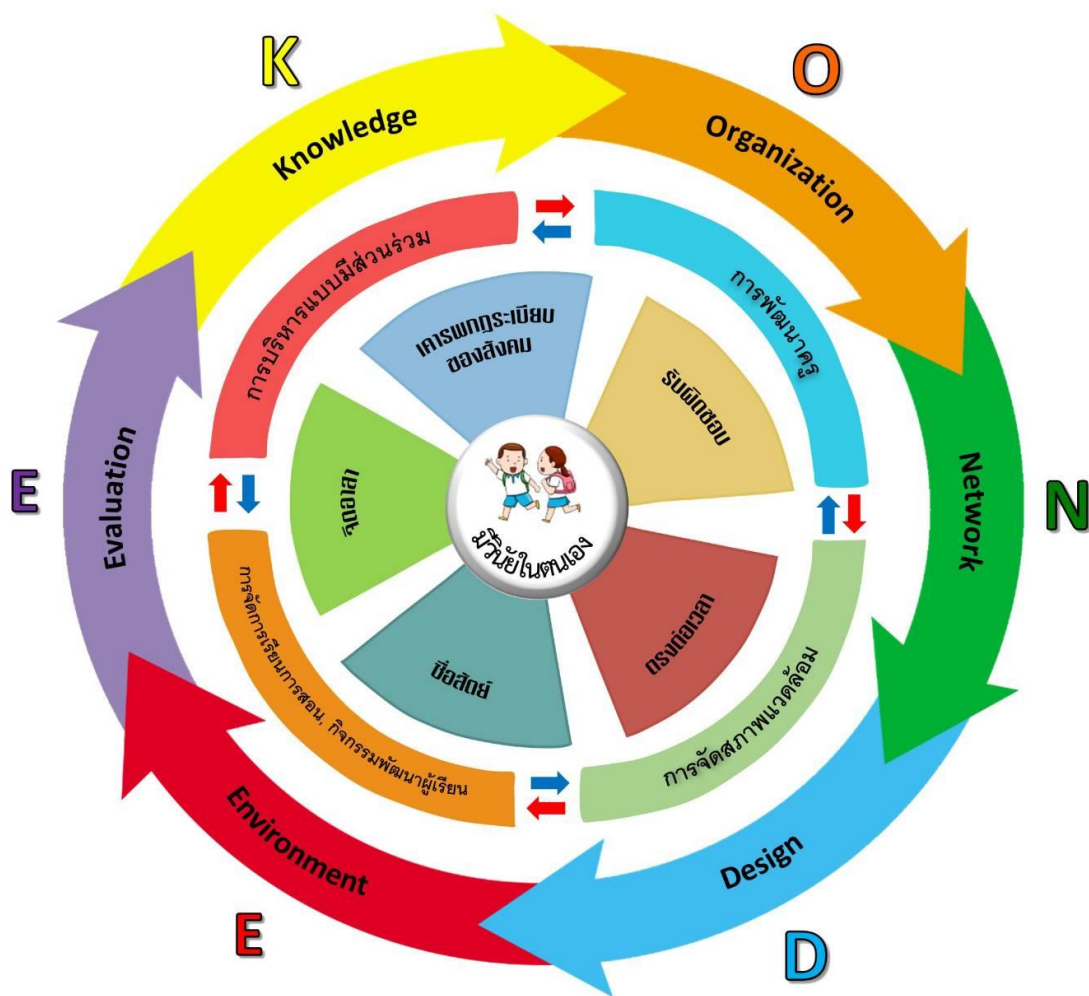 K
Knowledge
O
Organization
N
Network
D
Design
E
Environment
E
Evaluation
การบริหารแบบมีส่วนร่วม
การพัฒนาครู
การจัดสภาพแวดล้อม
การจัดการเรียนการสอน, กิจกรรมพัฒนาผู้เรียน
เคารพกฎระเบียบ
ของสังคม
รับผิดชอบ
ตรงต่อเวลา
ซื่อสัตย์
จิตอาสา
มีวินัยในตนเอง